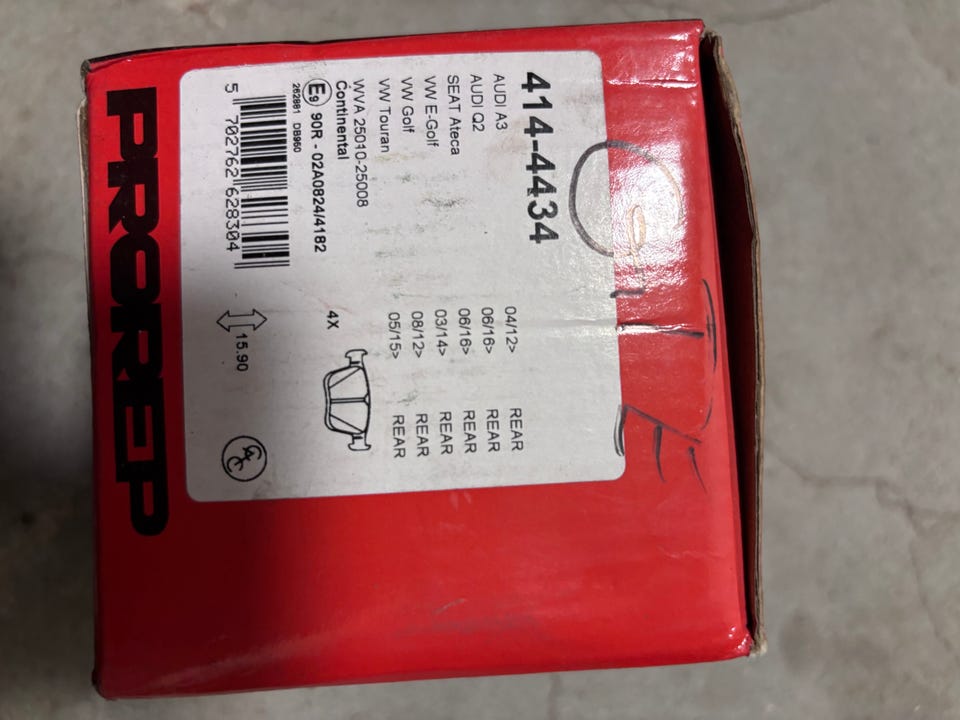 414-4434
AUDI A3 04/12> REAR
AUDI Q2 06/16> REAR
SEAT Ateca 06/16> REAR
VW E-Golf 03/14> REAR
VW Golf 08/12> REAR
VW Touran 05/15> REAR
WVA 25010-25008
Continental 4X
E9 90R - 02A0824/4182
262881 DB960
5 702762 628304
15.90
PROREP